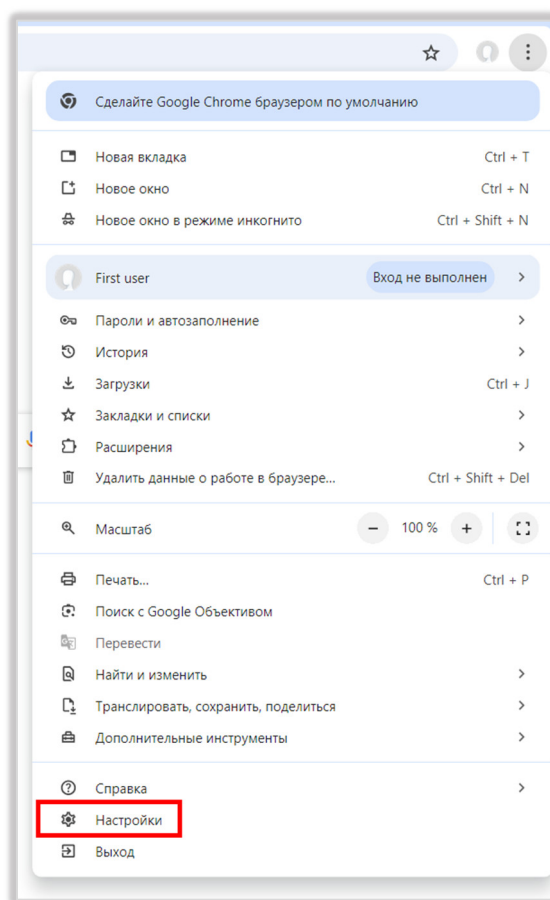 Сделайте Google Chrome браузером по умолчанию
Новая вкладка Ctrl + T
Новое окно Ctrl + N
Новое окно в режиме инкогнито Ctrl + Shift + N
First user Вход не выполнен
Пароли и автозаполнение
История
Загрузки Ctrl + J
Закладки и списки
Расширения
Удалить данные о работе в браузере... Ctrl + Shift + Del
Масштаб − 100 % +
Печать... Ctrl + P
Поиск с Google Объективом
Перевести
Найти и изменить
Транслировать, сохранить, поделиться
Дополнительные инструменты
Справка
Настройки
Выход